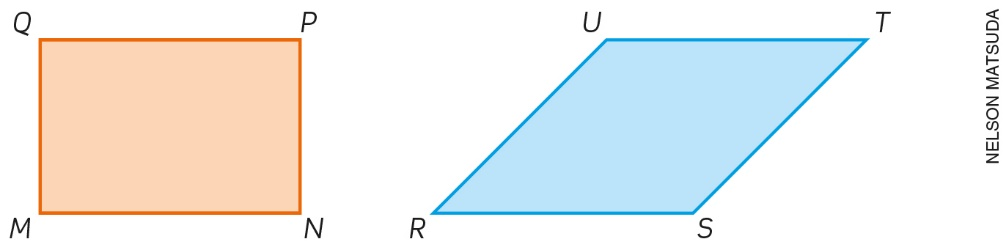 Q P
U T
M N
R S
NELSON MATSUDA